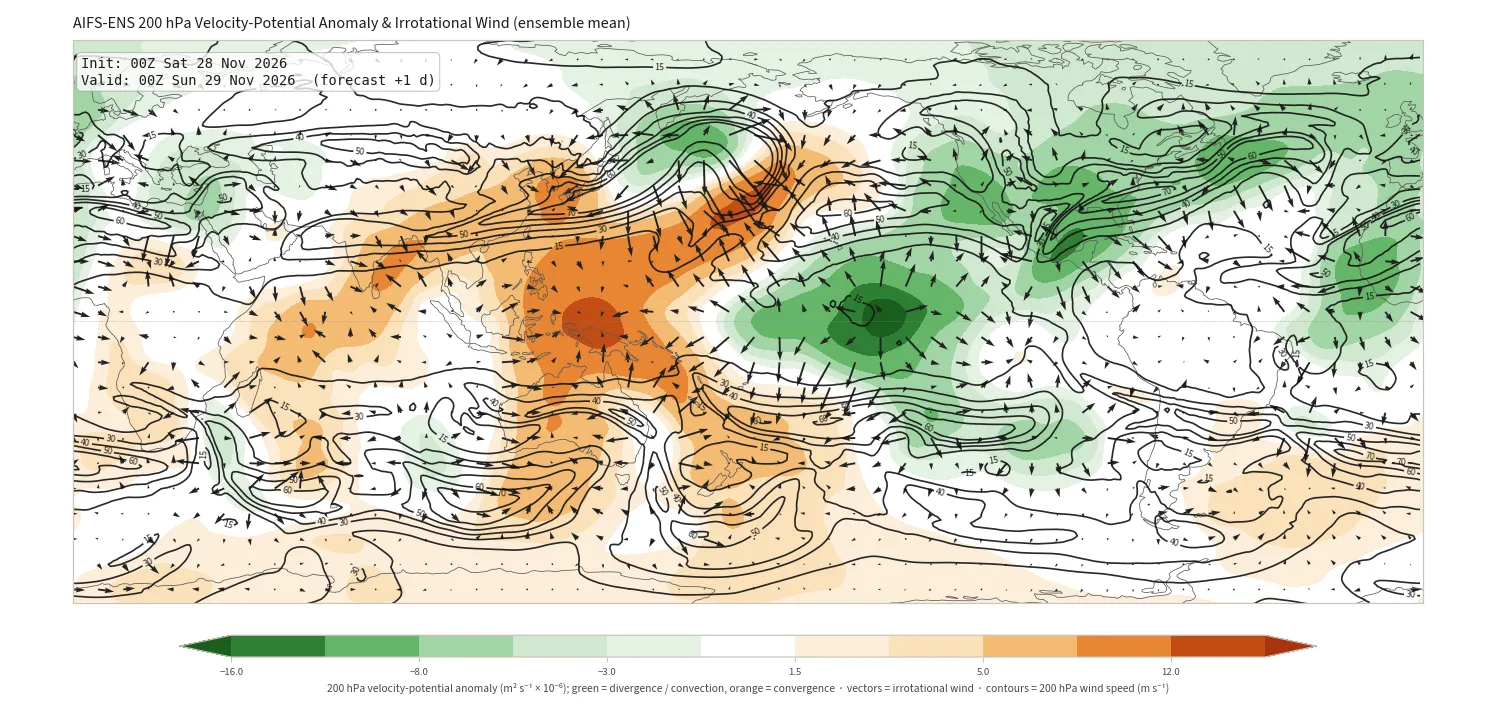 AIFS-ENS 200 hPa Velocity-Potential Anomaly & Irrotational Wind (ensemble mean)
Init: 00Z Sat 28 Nov 2026
Valid: 00Z Sun 29 Nov 2026 (forecast +1 d)
−16.0 −8.0 −3.0 1.5 5.0 12.0
200 hPa velocity-potential anomaly (m² s⁻¹ × 10⁻⁶); green = divergence / convection, orange = convergence · vectors = irrotational wind · contours = 200 hPa wind speed (m s⁻¹)